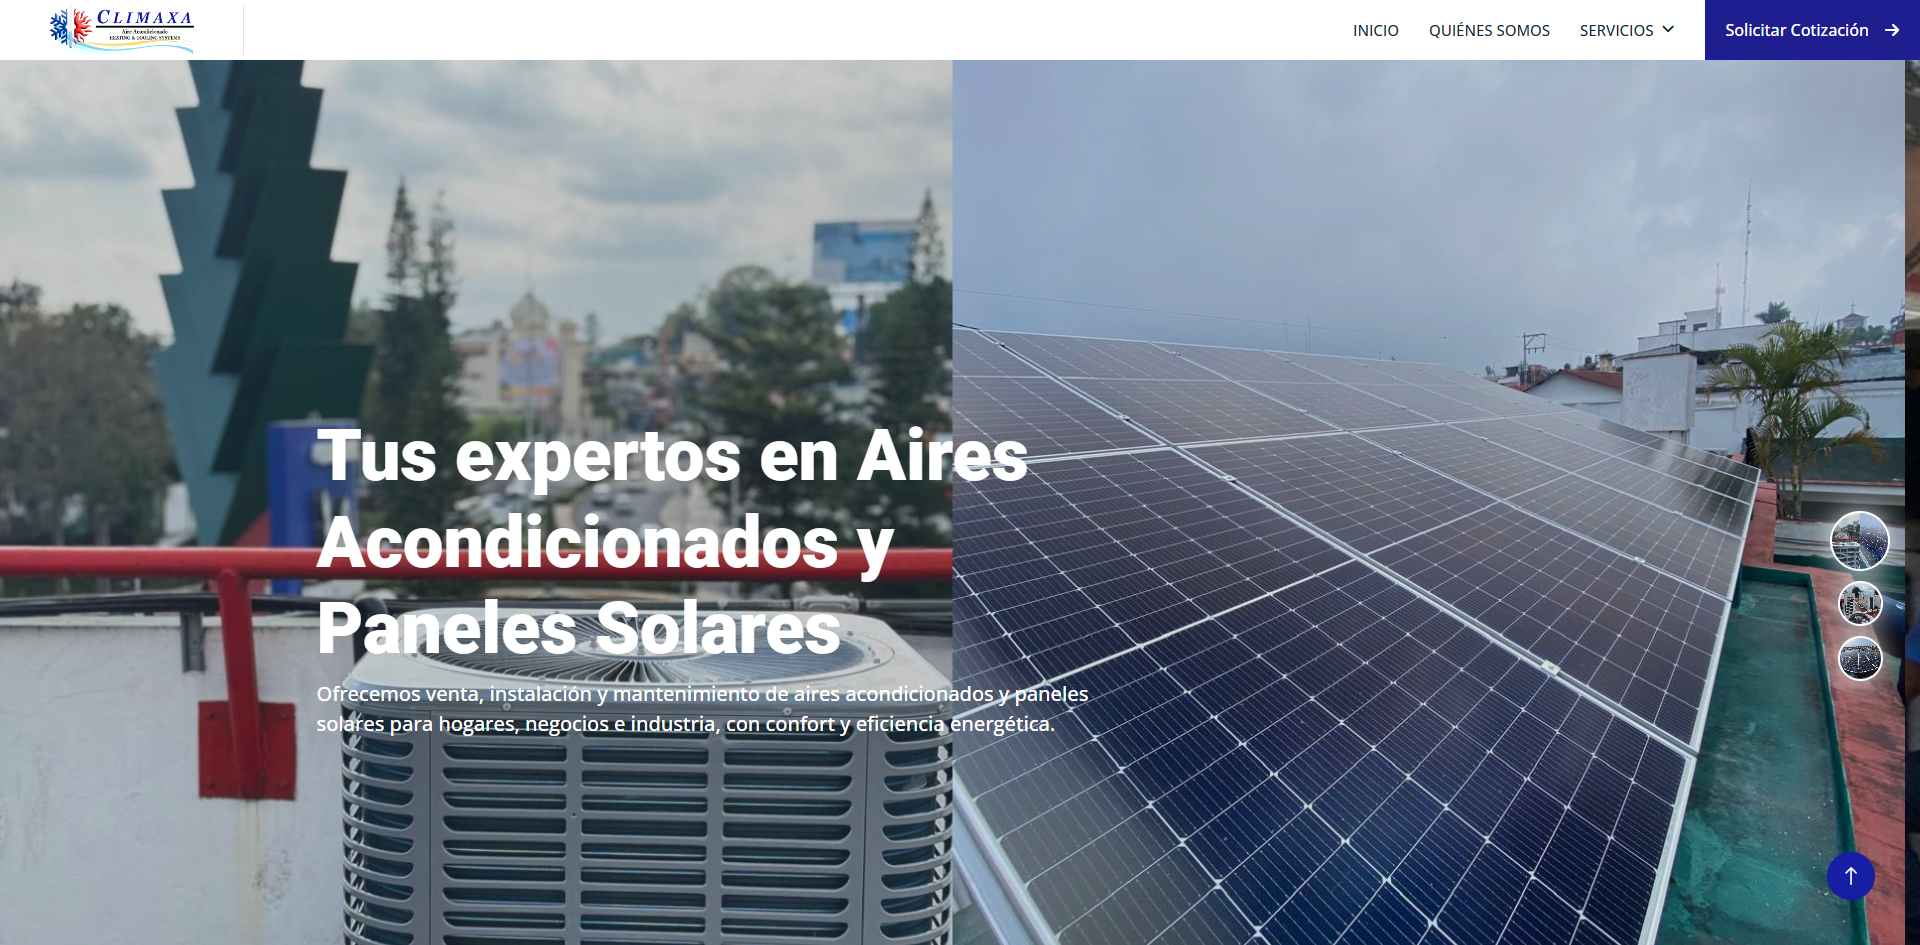 CLIMAXA
Aire Acondicionado
HEATING & COOLING SYSTEMS
INICIO
QUIÉNES SOMOS
SERVICIOS
Solicitar Cotización
Tus expertos en Aires
Acondicionados y
Paneles Solares
Ofrecemos venta, instalación y mantenimiento de aires acondicionados y paneles
solares para hogares, negocios e industria, con confort y eficiencia energética.